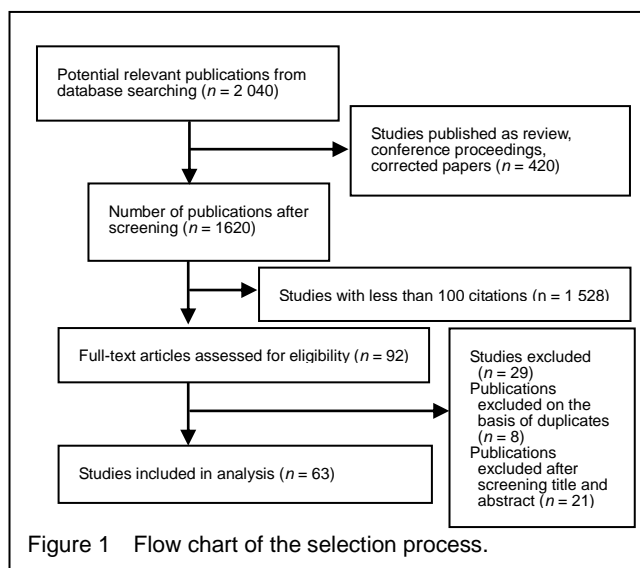 Potential relevant publications from
database searching (n = 2 040)
Studies published as review,
conference proceedings,
corrected papers (n = 420)
Number of publications after
screening (n = 1620)
Studies with less than 100 citations (n = 1 528)
Full-text articles assessed for eligibility (n = 92)
Studies excluded
(n = 29)
Publications
excluded on the
basis of duplicates
(n = 8)
Publications
excluded after
screening title and
abstract (n = 21)
Studies included in analysis (n = 63)
Figure 1 Flow chart of the selection process.